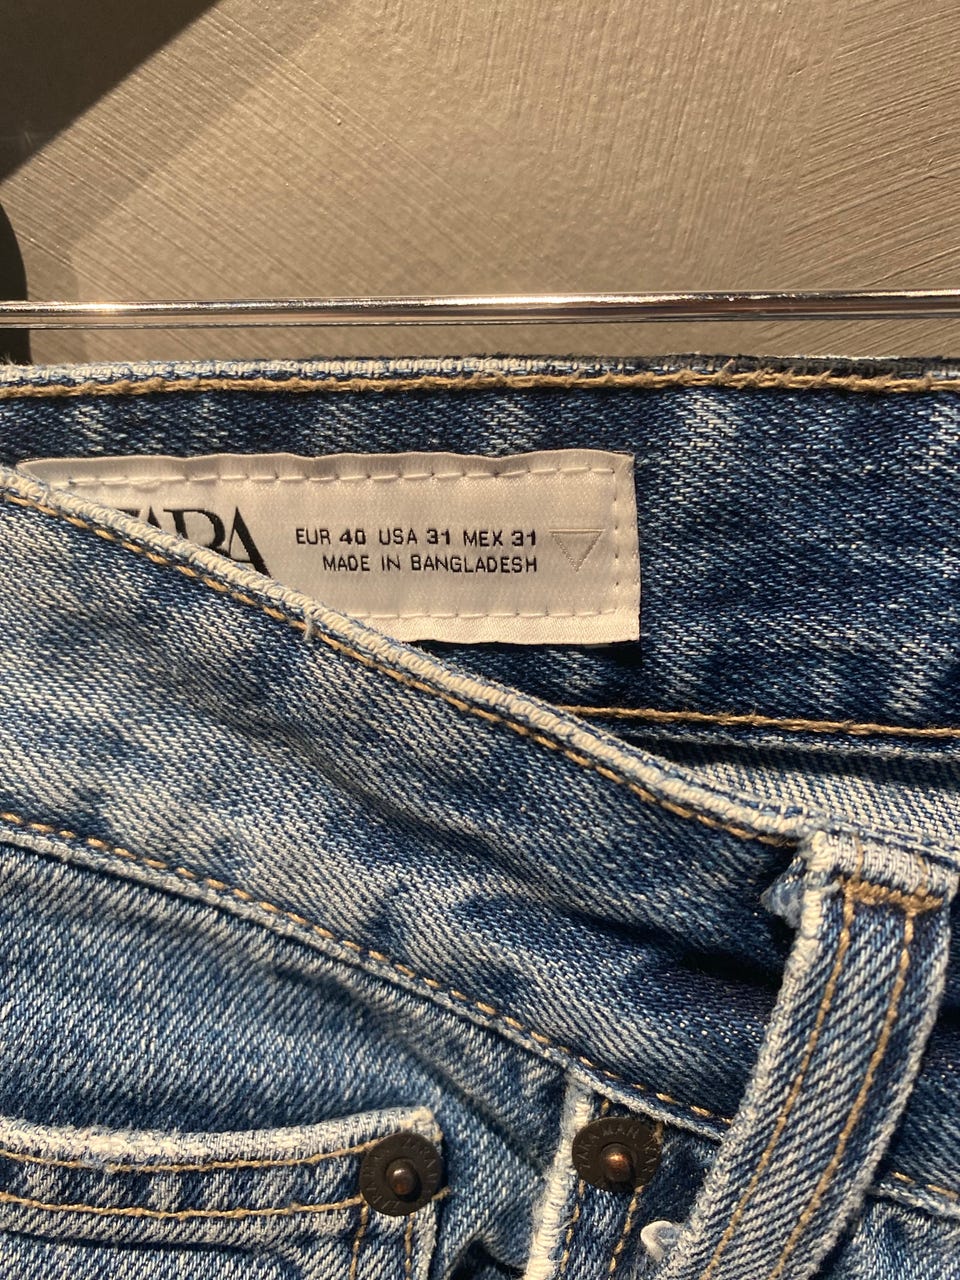 ZARA
EUR 40 USA 31 MEX 31
MADE IN BANGLADESH